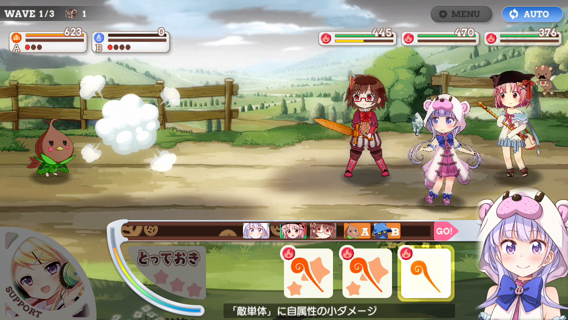 WAVE 1/3 1
MENU
AUTO
623
A
0
B
445
470
376
A B GO!
とっておき
SUPPORT
「敵単体」に自属性の小ダメージ